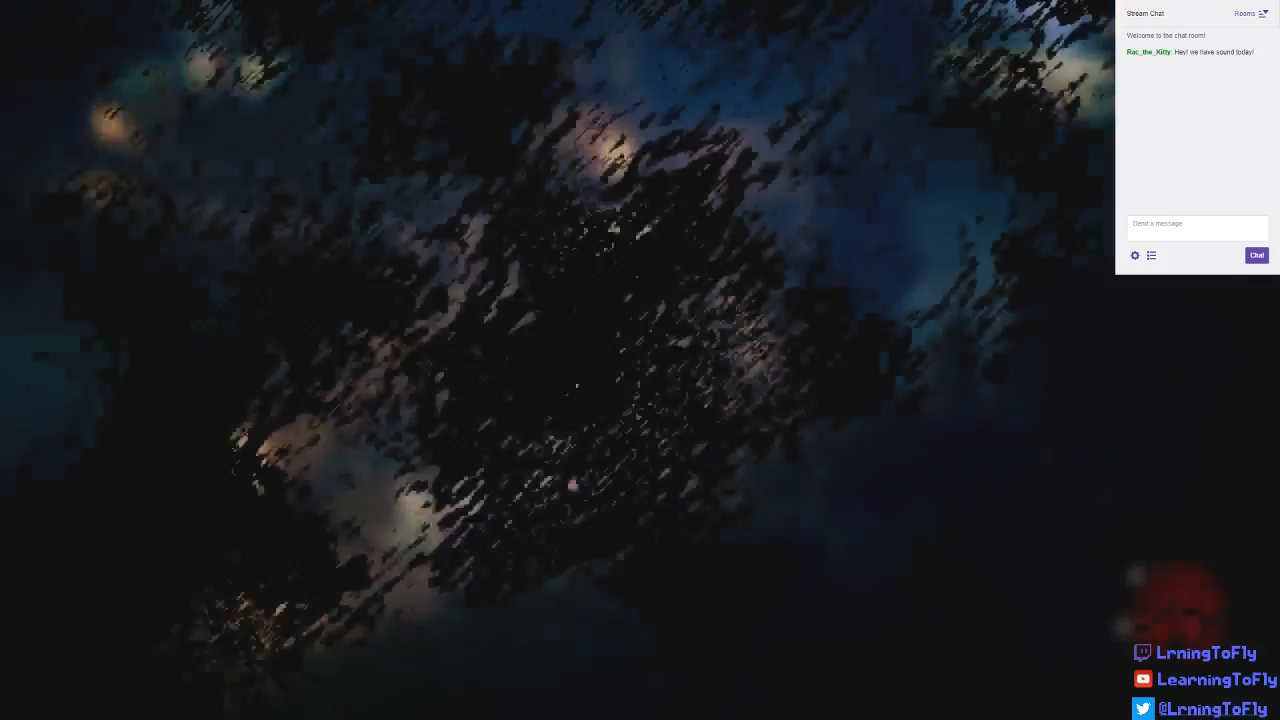 Stream Chat
Rooms
Welcome to the chat room!
Rac_the_Kitty: Hey! we have sound today!
Send a message
Chat
LrningToFly
LearningToFly
@LrningToFly